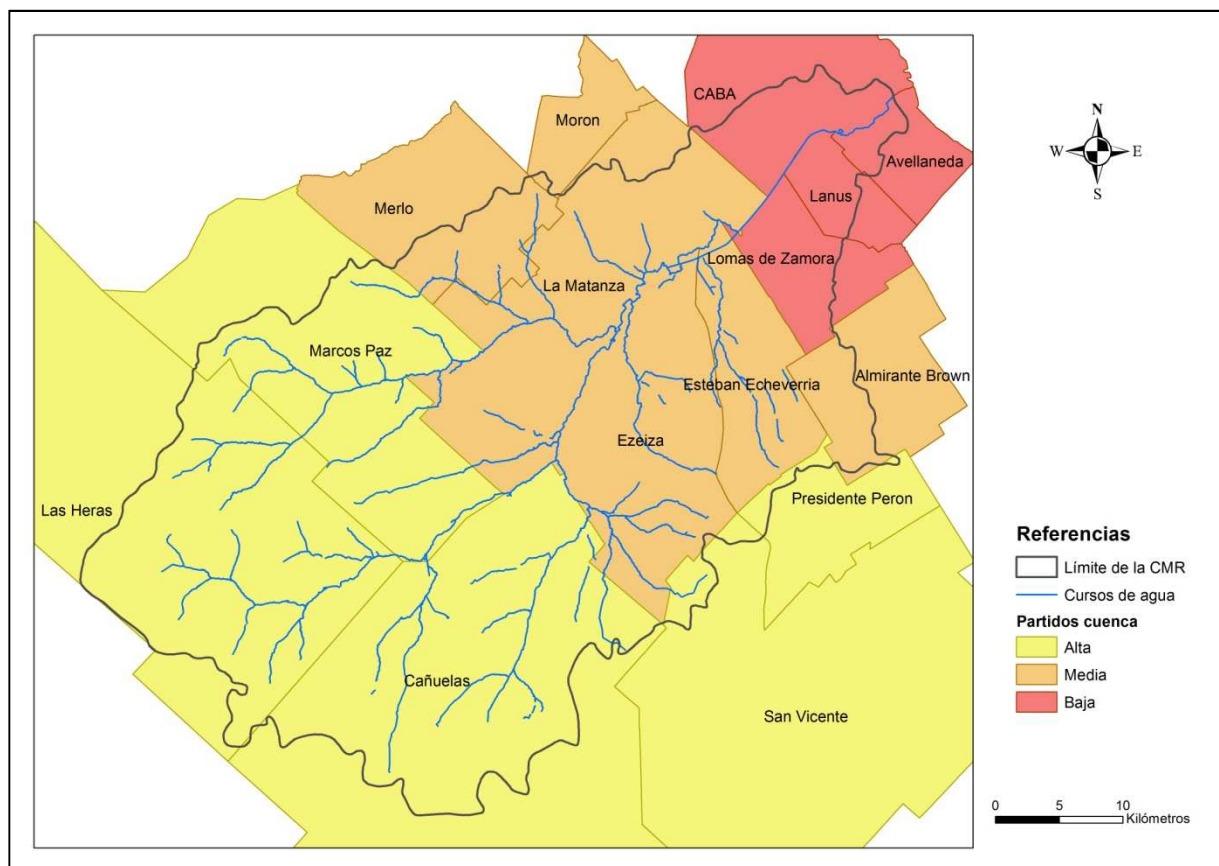 CABA
Moron
Avellaneda
Merlo
Lanus
Lomas de Zamora
La Matanza
Marcos Paz
Almirante Brown
Esteban Echeverria
Ezeiza
Presidente Peron
Las Heras
Cañuelas
San Vicente
N
W E
S
Referencias
Límite de la CMR
Cursos de agua
Partidos cuenca
Alta
Media
Baja
0 5 10
Kilómetros